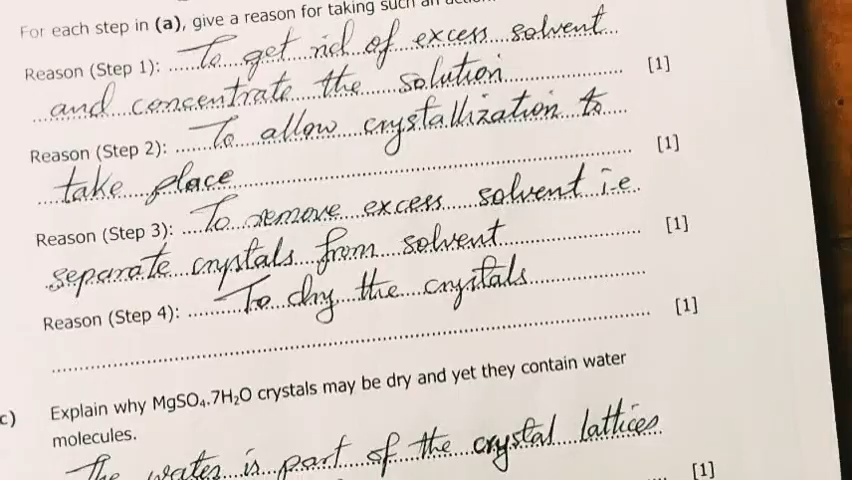 For each step in (a), give a reason for taking such an
Reason (Step 1): To get rid of excess solvent
and concentrate the solution [1]
Reason (Step 2): To allow crystallization to
take place [1]
Reason (Step 3): To remove excess solvent i.e
separate crystals from solvent [1]
Reason (Step 4): To dry the crystals
[1]
c) Explain why MgSO₄.7H₂O crystals may be dry and yet they contain water
molecules.
The water is part of the crystal lattices
[1]